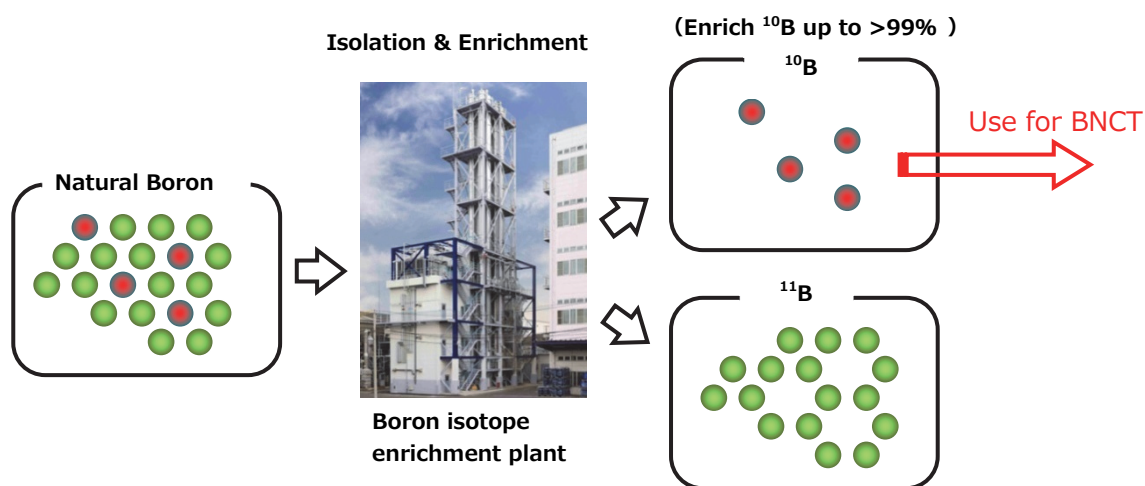 Natural Boron
Isolation & Enrichment
Boron isotope
enrichment plant
(Enrich ¹⁰B up to >99% )
¹⁰B
Use for BNCT
¹¹B